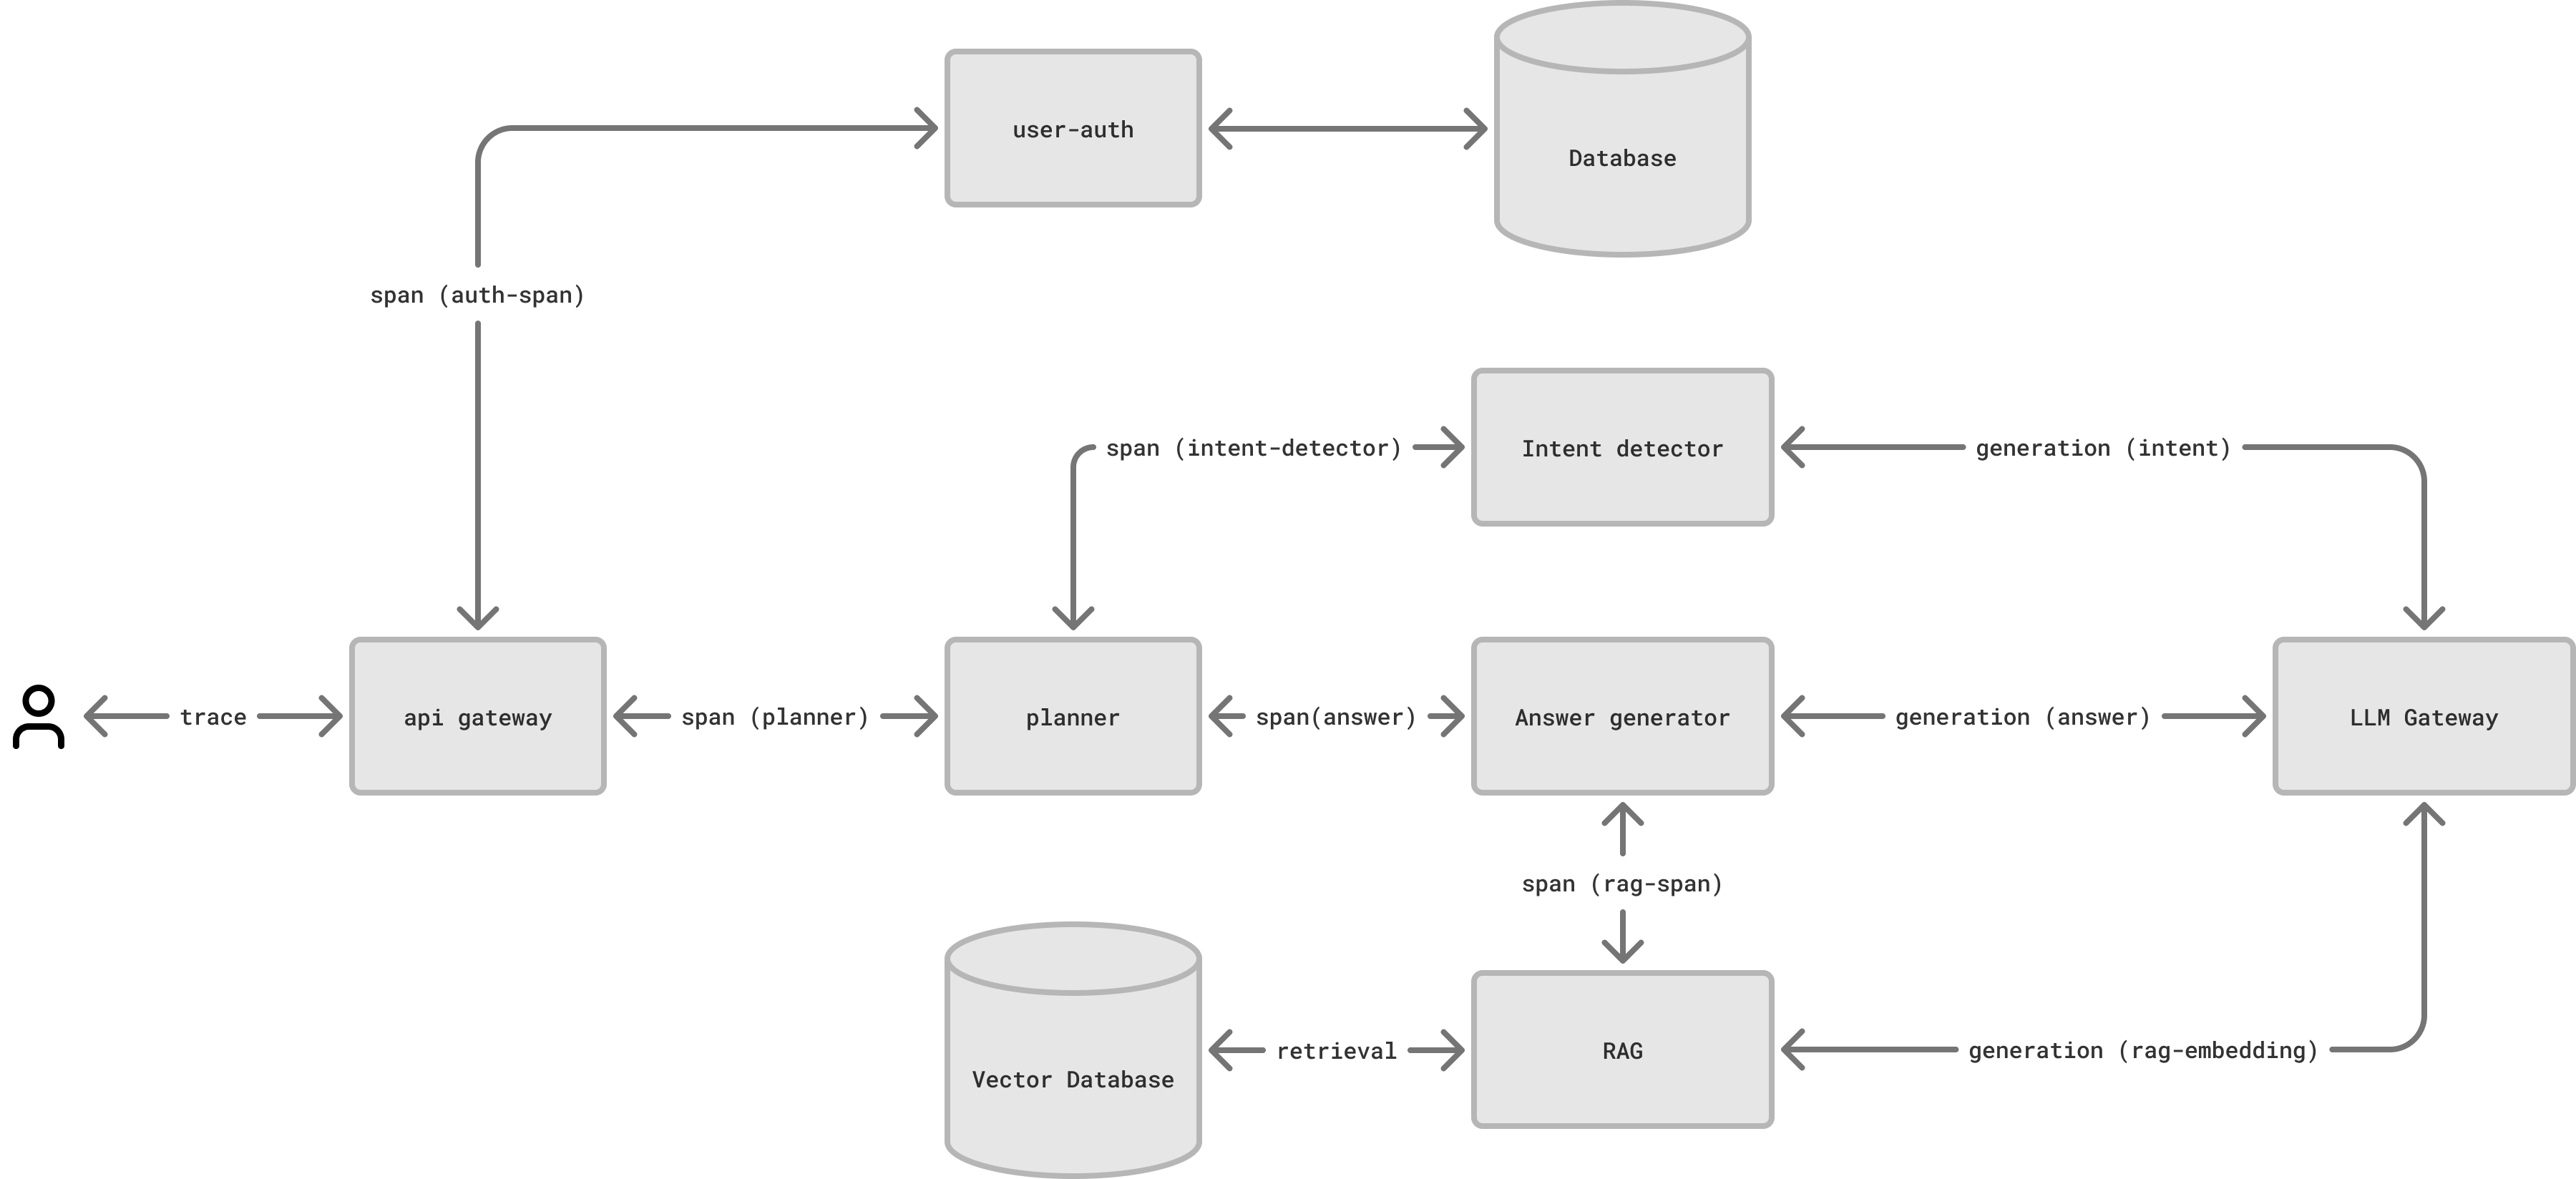 user-auth
Database
span (auth-span)
span (intent-detector)
Intent detector
generation (intent)
trace
api gateway
span (planner)
planner
span(answer)
Answer generator
generation (answer)
LLM Gateway
span (rag-span)
Vector Database
retrieval
RAG
generation (rag-embedding)